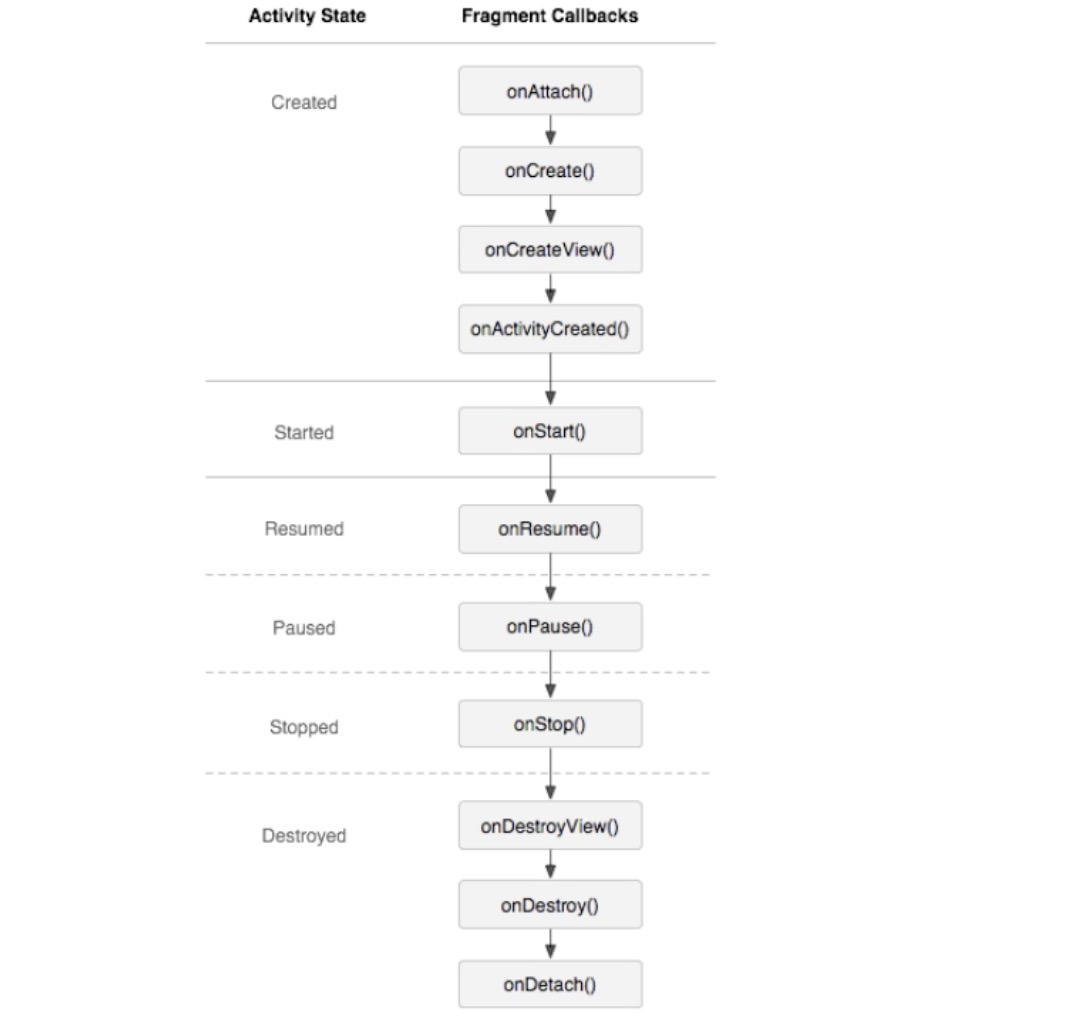 Activity State Fragment Callbacks
Created
onAttach()
onCreate()
onCreateView()
onActivityCreated()
Started onStart()
Resumed onResume()
Paused onPause()
Stopped onStop()
Destroyed onDestroyView()
onDestroy()
onDetach()